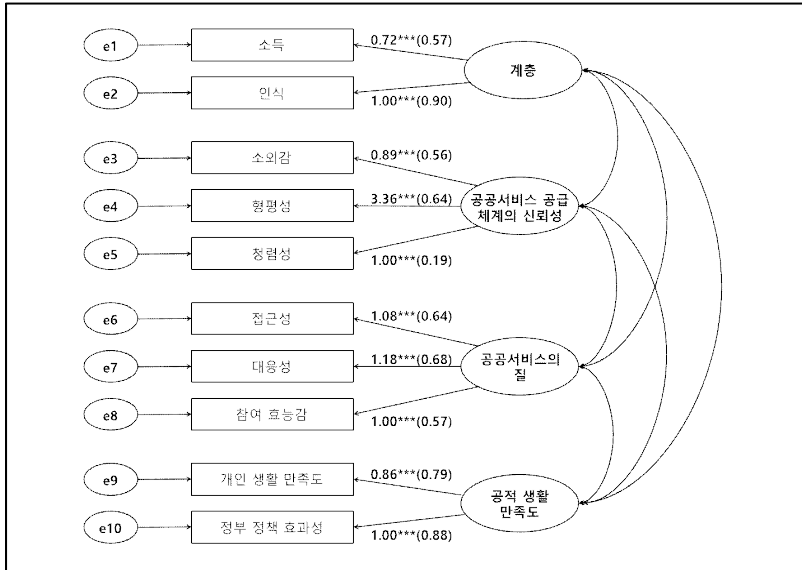 e1
소득
0.72***(0.57)
계층
e2
인식
1.00***(0.90)
e3
소외감
0.89***(0.56)
e4
형평성
3.36***(0.64)
공공서비스 공급
체계의 신뢰성
e5
청렴성
1.00***(0.19)
e6
접근성
1.08***(0.64)
e7
대응성
1.18***(0.68)
공공서비스의
질
e8
참여 효능감
1.00***(0.57)
e9
개인 생활 만족도
0.86***(0.79)
공적 생활
만족도
e10
정부 정책 효과성
1.00***(0.88)